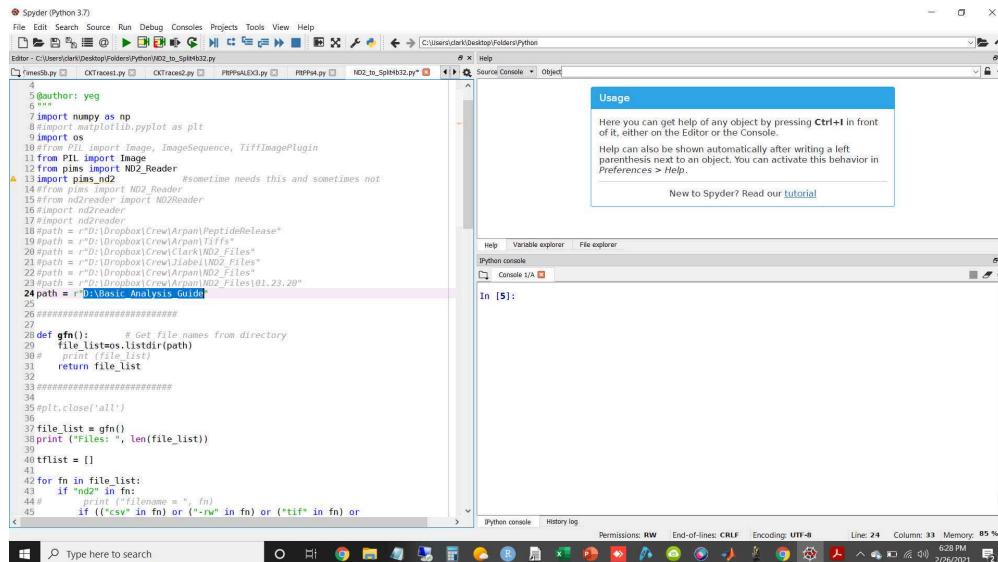 Spyder (Python 3.7)
File Edit Search Source Run Debug Consoles Projects Tools View Help
C:\Users\clark\Desktop\Folders\Python
Editor - C:\Users\clark\Desktop\Folders\Python\ND2_to_Split4b32.py
Help
CKTraces1.py CKTraces2.py PltPPsALEX3.py PltPPs4.py ND2_to_Split4b32.py*
Source Console Object
4
5 @author: yeg
6 """
7 import numpy as np
8 #import matplotlib.pyplot as plt
9 import os
10 #from PIL import Image, ImageSequence, TiffImagePlugin
11 from PIL import Image
12 from pims import ND2_Reader
13 import pims_nd2 #sometime needs this and sometimes not
14 #from pims import ND2_Reader
15 #from nd2reader import ND2Reader
16 #import nd2reader
17 #import nd2reader
18 #path = r"D:\Dropbox\Crew\Arpan\PeptideRelease"
19 #path = r"D:\Dropbox\Crew\Arpan\Tiffs"
20 #path = r"D:\Dropbox\Crew\Clark\ND2_Files"
21 #path = r"D:\Dropbox\Crew\Jiabei\ND2_Files"
22 #path = r"D:\Dropbox\Crew\Arpan\ND2_Files"
23 #path = r"D:\Dropbox\Crew\Arpan\ND2_Files\01.23.20"
24 path = r"D:\Basic_Analysis_Guide"
25
26 ###########################
27
28 def gfn(): # Get file names from directory
29 file_list=os.listdir(path)
30 # print (file_list)
31 return file_list
32
33 ##########################
34
35 #plt.close('all')
36
37 file_list = gfn()
38 print ("Files: ", len(file_list))
39
40 tflist = []
41
42 for fn in file_list:
43 if "nd2" in fn:
44 # print ("filename = ", fn)
45 if (("csv" in fn) or ("-rw" in fn) or ("tif" in fn) or
Usage
Here you can get help of any object by pressing Ctrl+I in front
of it, either on the Editor or the Console.
Help can also be shown automatically after writing a left
parenthesis next to an object. You can activate this behavior in
Preferences > Help.
New to Spyder? Read our tutorial
Help Variable explorer File explorer
IPython console
Console 1/A
In [5]:
IPython console History log
Permissions: RW End-of-lines: CRLF Encoding: UTF-8 Line: 24 Column: 33 Memory: 85 %
Type here to search
6:28 PM
2/26/2021